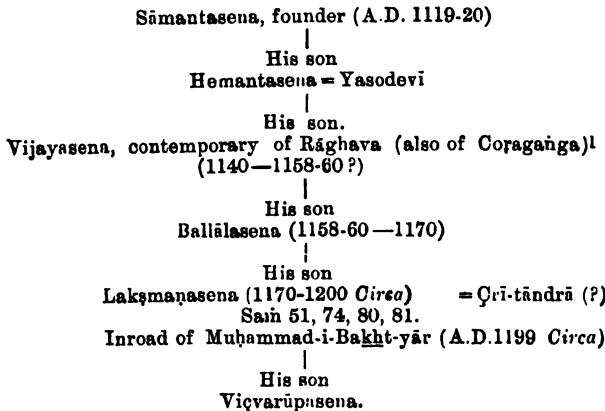 Sāmantasena, founder (A.D. 1119-20)
His son
Hemantasena = Yasodevī
His son.
Vijayasena, contemporary of Rāghava (also of Coṛagaṅga)¹
(1140—1158-60 ?)
His son
Ballālasena (1158-60 —1170)
His son
Lakṣmaṇasena (1170-1200 Circa) = Çrī-tāndrā (?)
Saṁ 51, 74, 80, 81.
Inroad of Muḥammad-i-Bakht-yār (A.D. 1199 Circa)
His son
Viçvarūpasena.